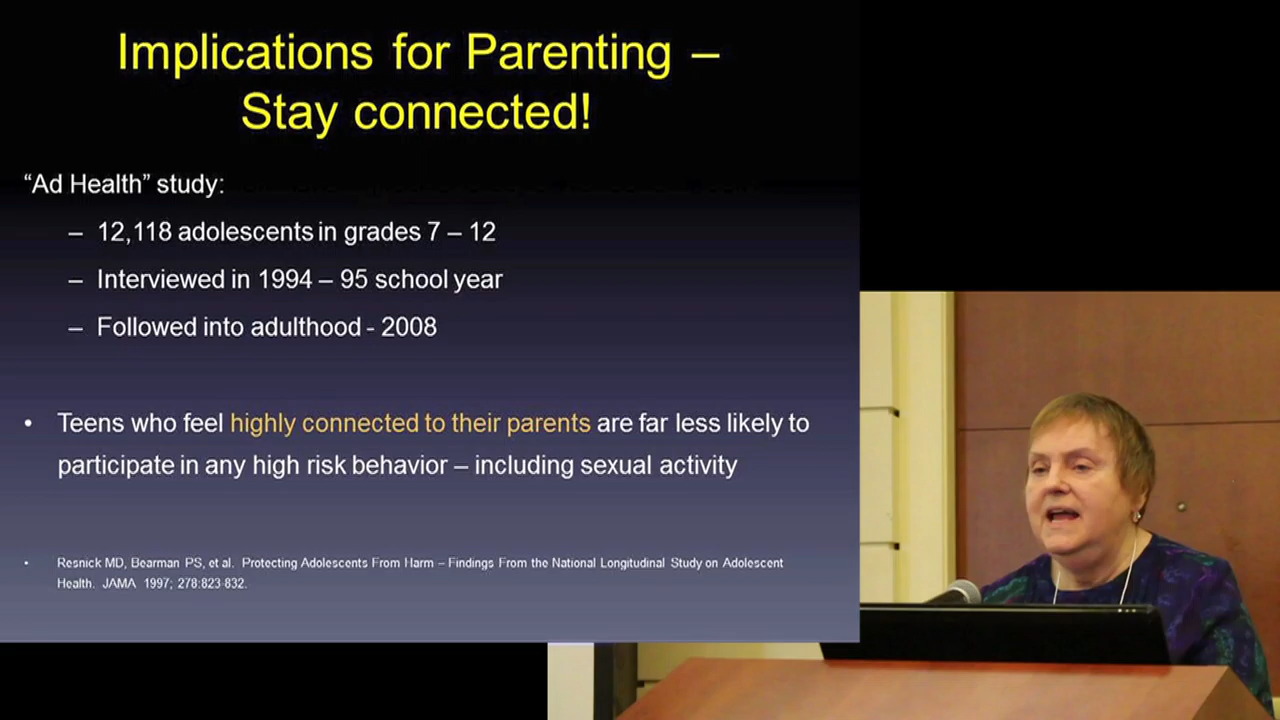 Implications for Parenting –
Stay connected!
“Ad Health” study:
– 12,118 adolescents in grades 7 – 12
– Interviewed in 1994 – 95 school year
– Followed into adulthood - 2008
• Teens who feel highly connected to their parents are far less likely to
participate in any high risk behavior – including sexual activity
• Resnick MD, Bearman PS, et al. Protecting Adolescents From Harm – Findings From the National Longitudinal Study on Adolescent
Health. JAMA 1997; 278:823-832.